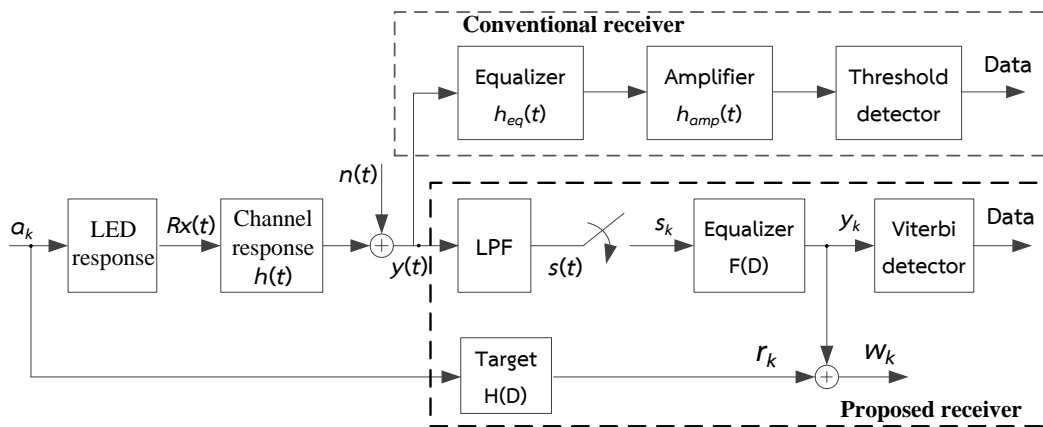 Conventional receiver
Equalizer
h_eq(t)
Amplifier
h_amp(t)
Threshold
detector
Data
n(t)
a_k
LED
response
Rx(t)
Channel
response
h(t)
y(t)
LPF
s(t)
s_k
Equalizer
F(D)
y_k
Viterbi
detector
Data
Target
H(D)
r_k
w_k
Proposed receiver